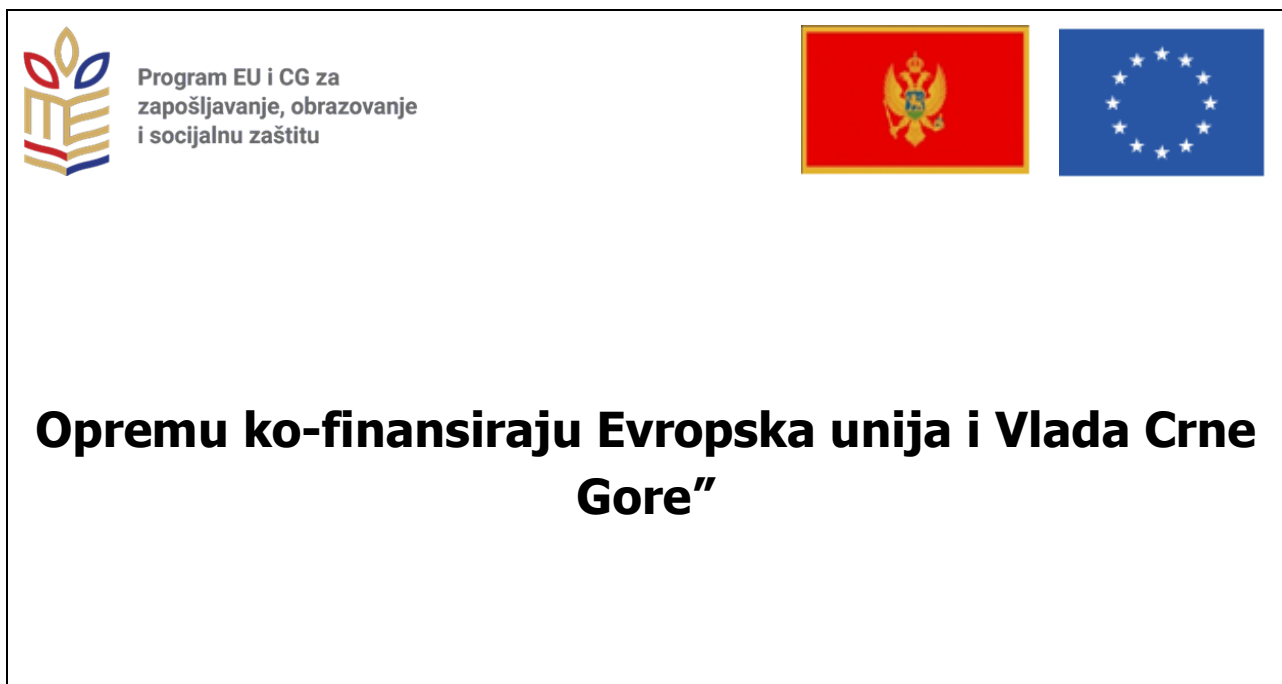 Program EU i CG za
zapošljavanje, obrazovanje
i socijalnu zaštitu
Opremu ko-finansiraju Evropska unija i Vlada Crne
Gore”